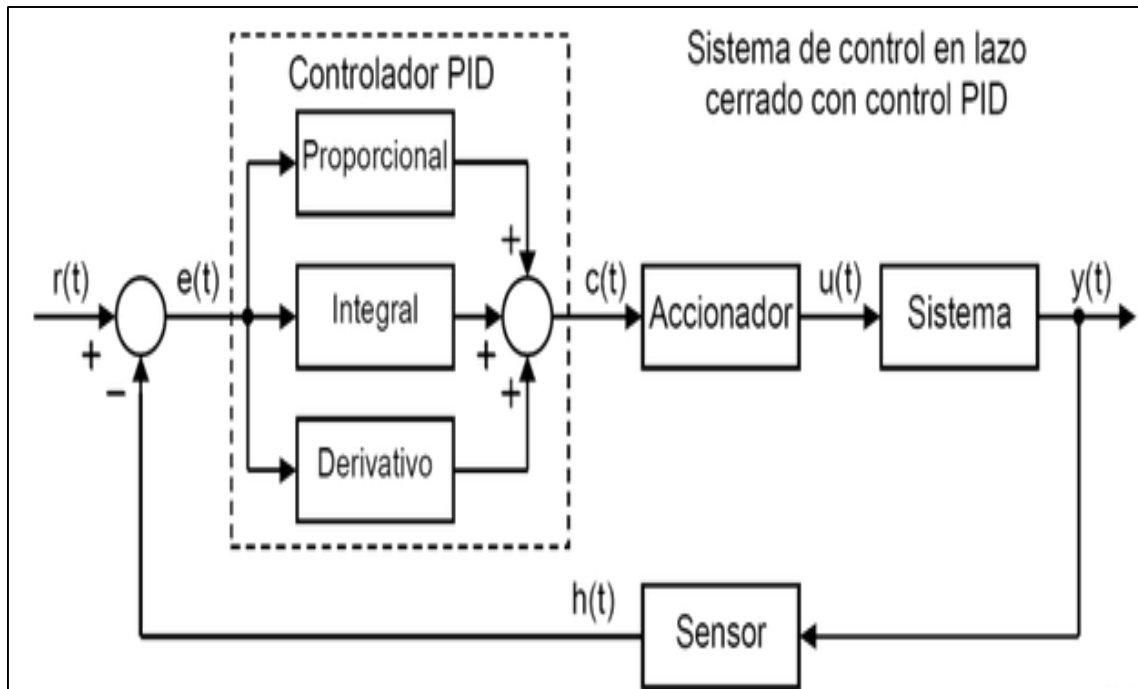 Sistema de control en lazo
cerrado con control PID
Controlador PID
Proporcional
+
r(t)
e(t)
Integral
c(t)
Accionador
u(t)
Sistema
y(t)
+
+
−
+
Derivativo
h(t)
Sensor